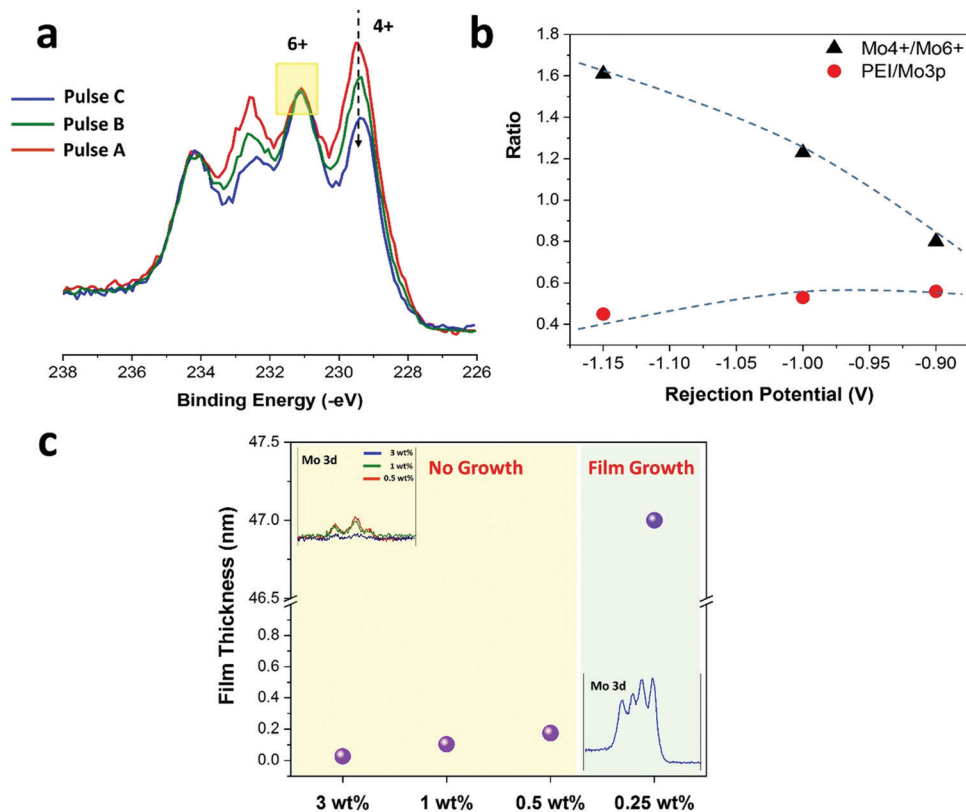 a
6+
4+
Pulse C
Pulse B
Pulse A
238
236
234
232
230
228
226
Binding Energy (-eV)
b
Mo4+/Mo6+
PEI/Mo3p
1.8
1.6
1.4
1.2
1.0
0.8
0.6
0.4
Ratio
-1.15
-1.10
-1.05
-1.00
-0.95
-0.90
Rejection Potential (V)
c
47.5
47.0
46.5
0.8
0.6
0.4
0.2
0.0
Film Thickness (nm)
Mo 3d
3 wt%
1 wt%
0.5 wt%
No Growth
Film Growth
Mo 3d
3 wt%
1 wt%
0.5 wt%
0.25 wt%